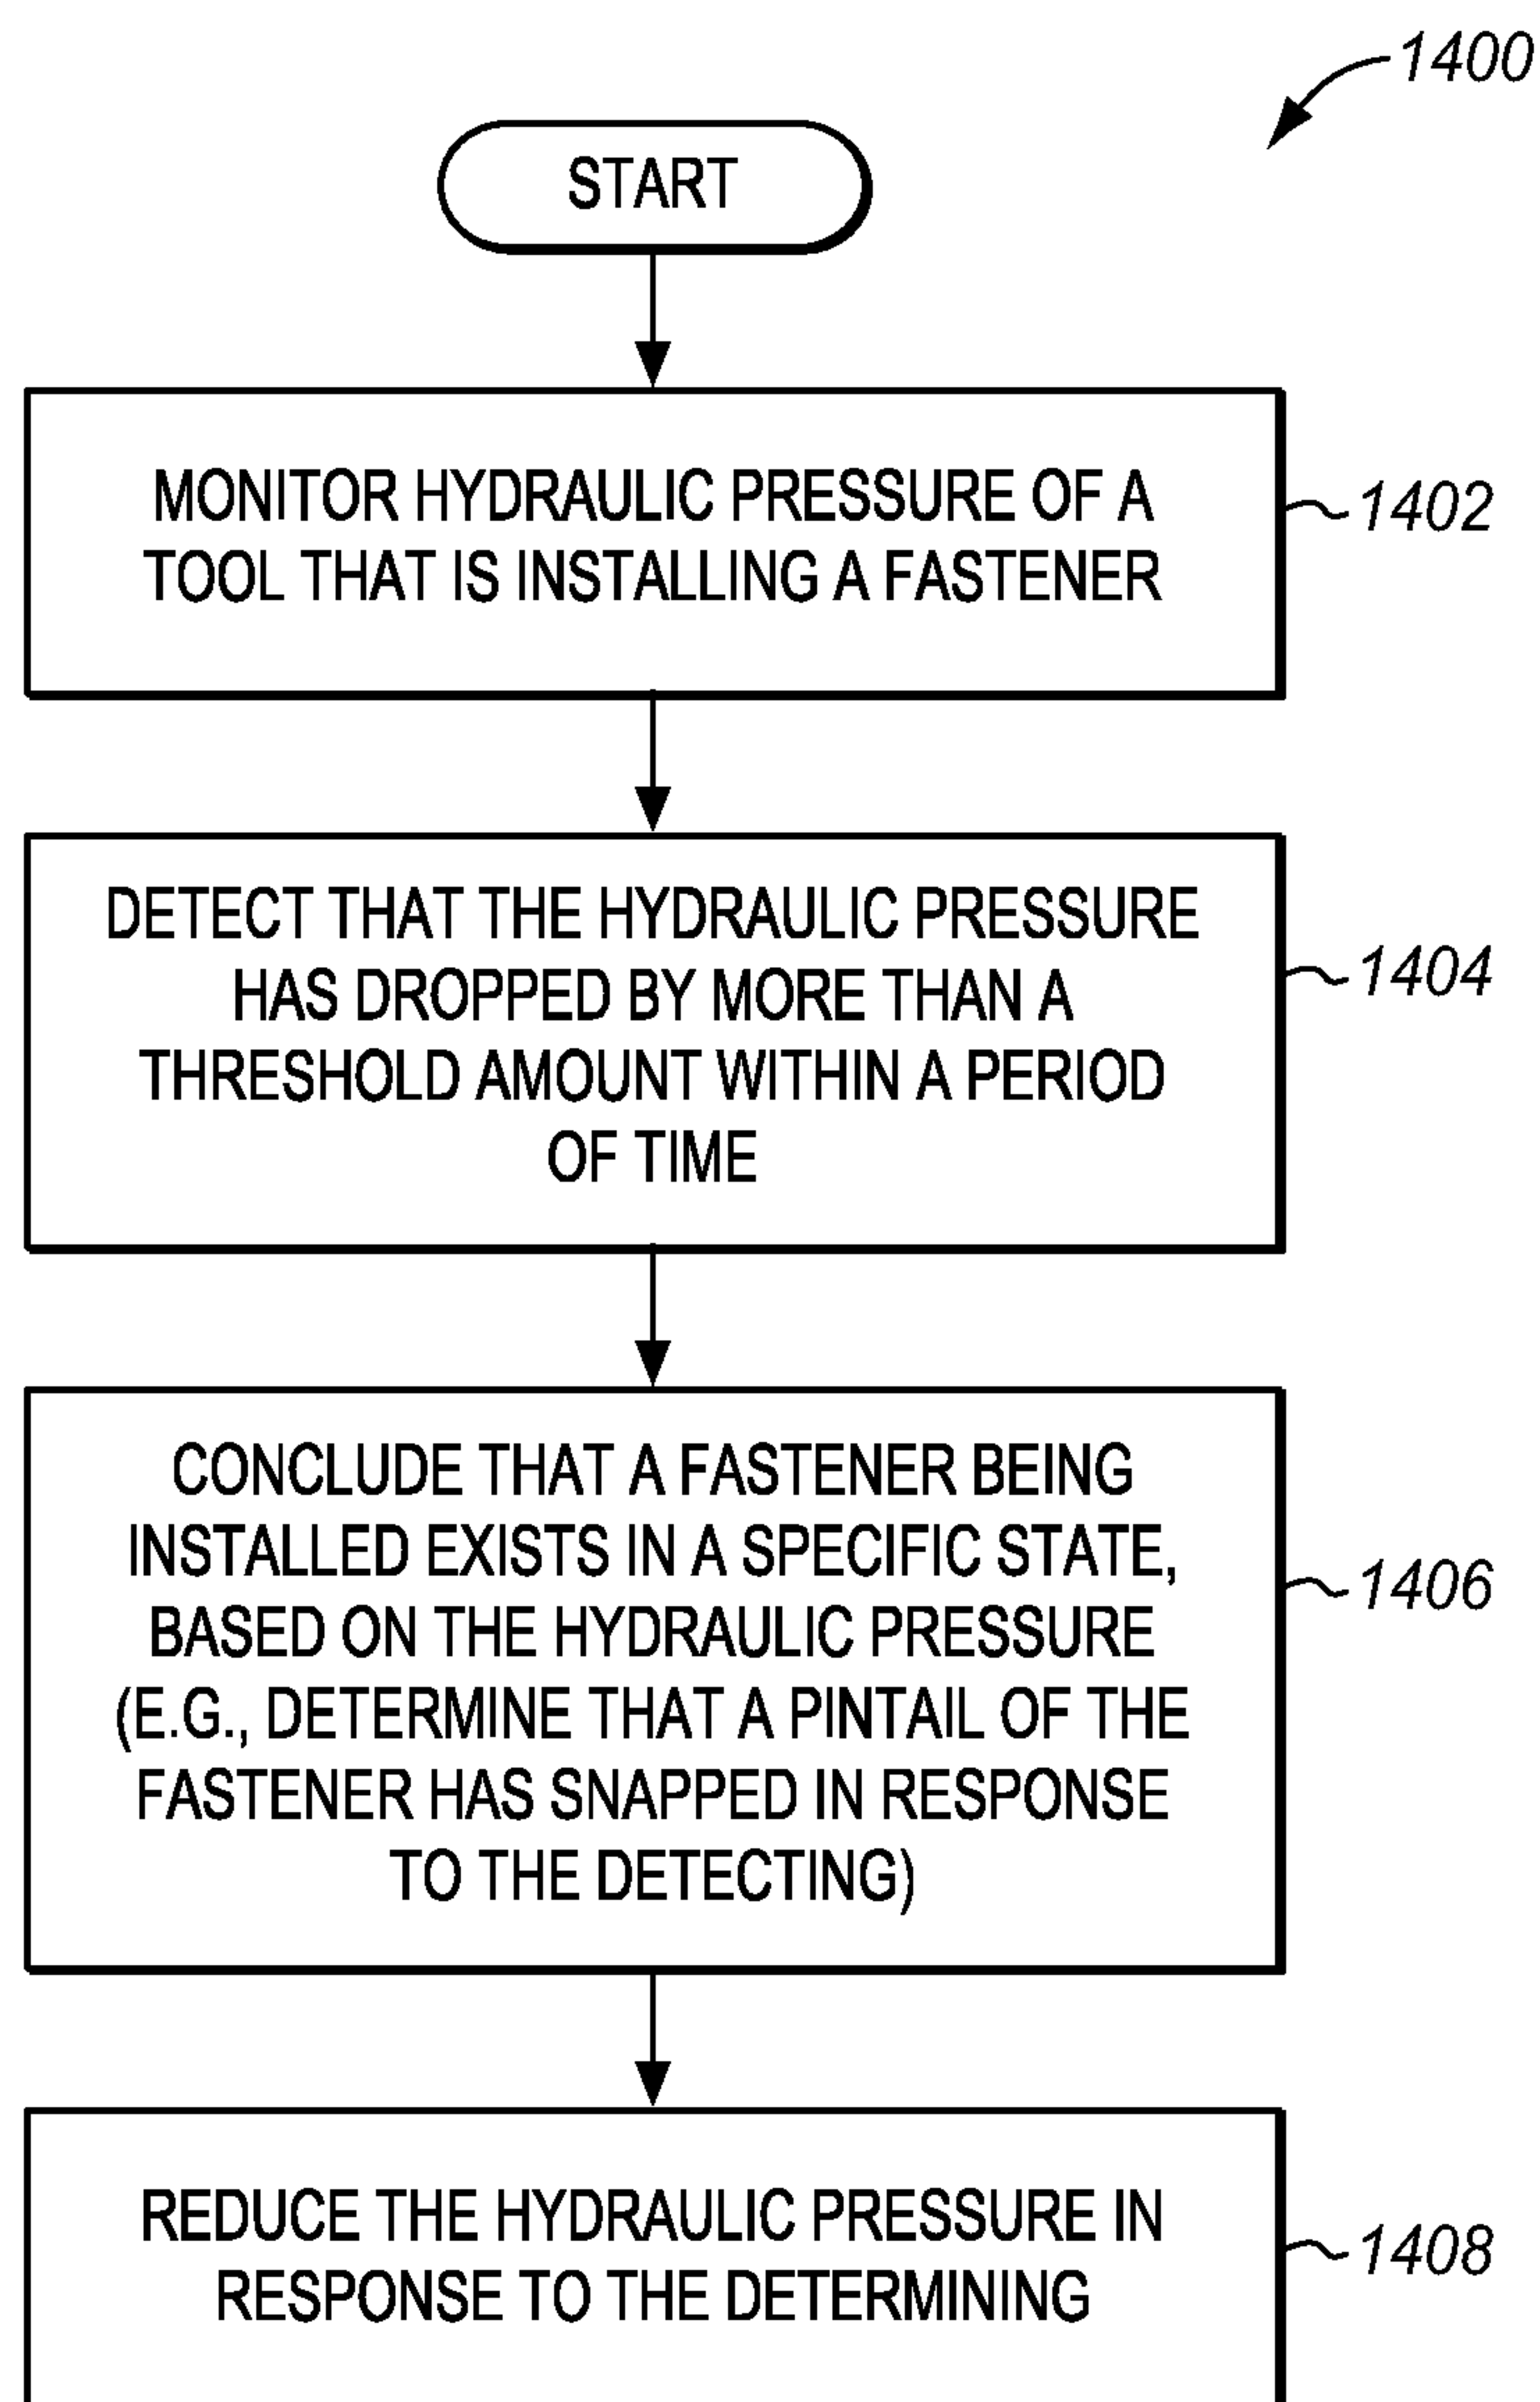 1400
START
MONITOR HYDRAULIC PRESSURE OF A
TOOL THAT IS INSTALLING A FASTENER
1402
DETECT THAT THE HYDRAULIC PRESSURE
HAS DROPPED BY MORE THAN A
THRESHOLD AMOUNT WITHIN A PERIOD
OF TIME
1404
CONCLUDE THAT A FASTENER BEING
INSTALLED EXISTS IN A SPECIFIC STATE,
BASED ON THE HYDRAULIC PRESSURE
(E.G., DETERMINE THAT A PINTAIL OF THE
FASTENER HAS SNAPPED IN RESPONSE
TO THE DETECTING)
1406
REDUCE THE HYDRAULIC PRESSURE IN
RESPONSE TO THE DETERMINING
1408